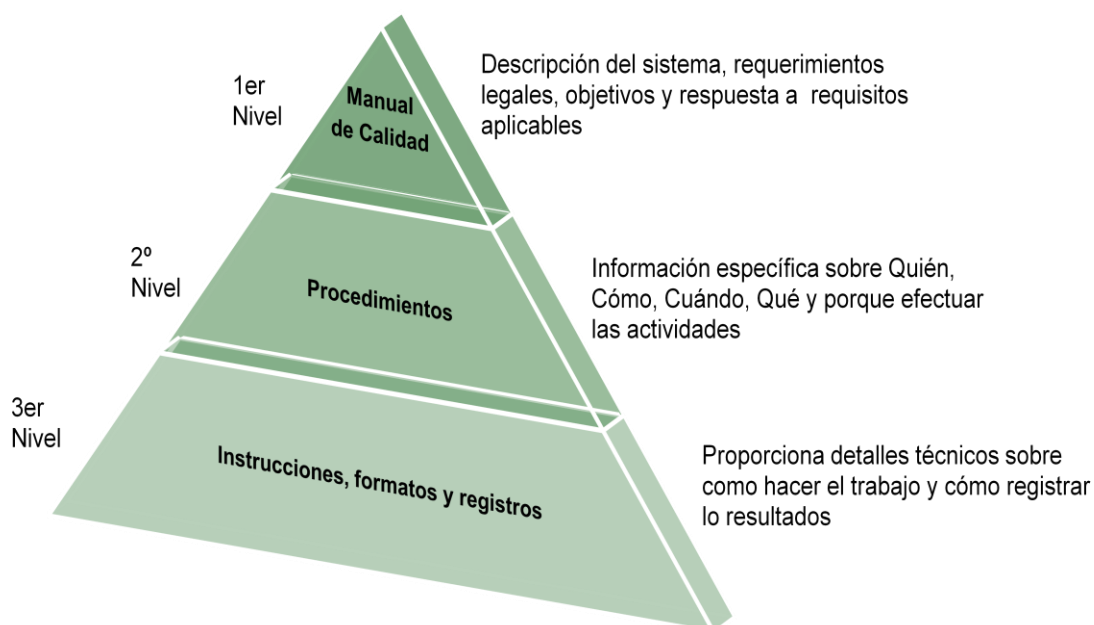 1er
Nivel
Manual
de Calidad
Descripción del sistema, requerimientos
legales, objetivos y respuesta a requisitos
aplicables
2º
Nivel
Procedimientos
Información específica sobre Quién,
Cómo, Cuándo, Qué y porque efectuar
las actividades
3er
Nivel
Instrucciones, formatos y registros
Proporciona detalles técnicos sobre
como hacer el trabajo y cómo registrar
lo resultados